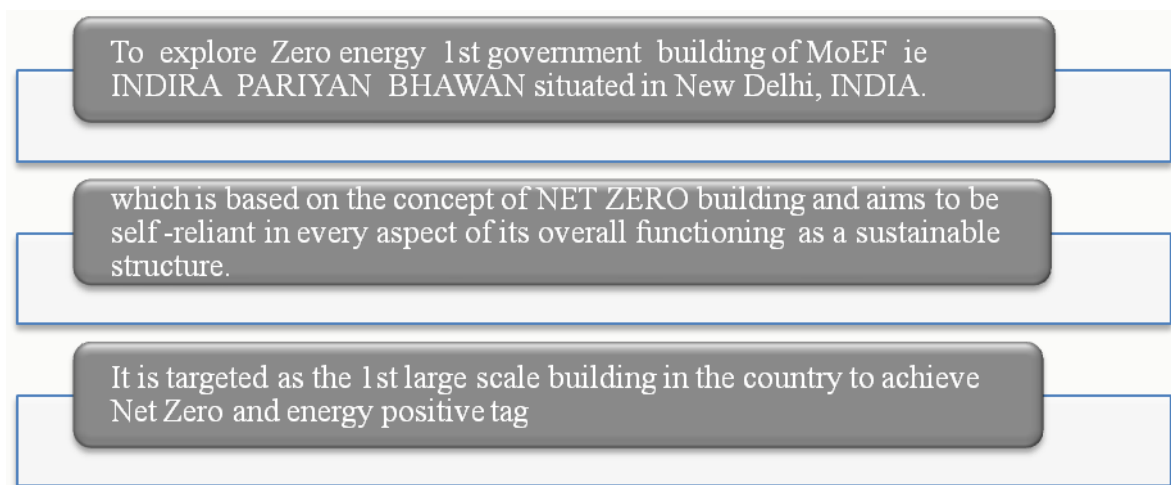 To explore Zero energy 1st government building of MoEF ie
INDIRA PARIYAN BHAWAN situated in New Delhi, INDIA.
which is based on the concept of NET ZERO building and aims to be
self-reliant in every aspect of its overall functioning as a sustainable
structure.
It is targeted as the 1st large scale building in the country to achieve
Net Zero and energy positive tag